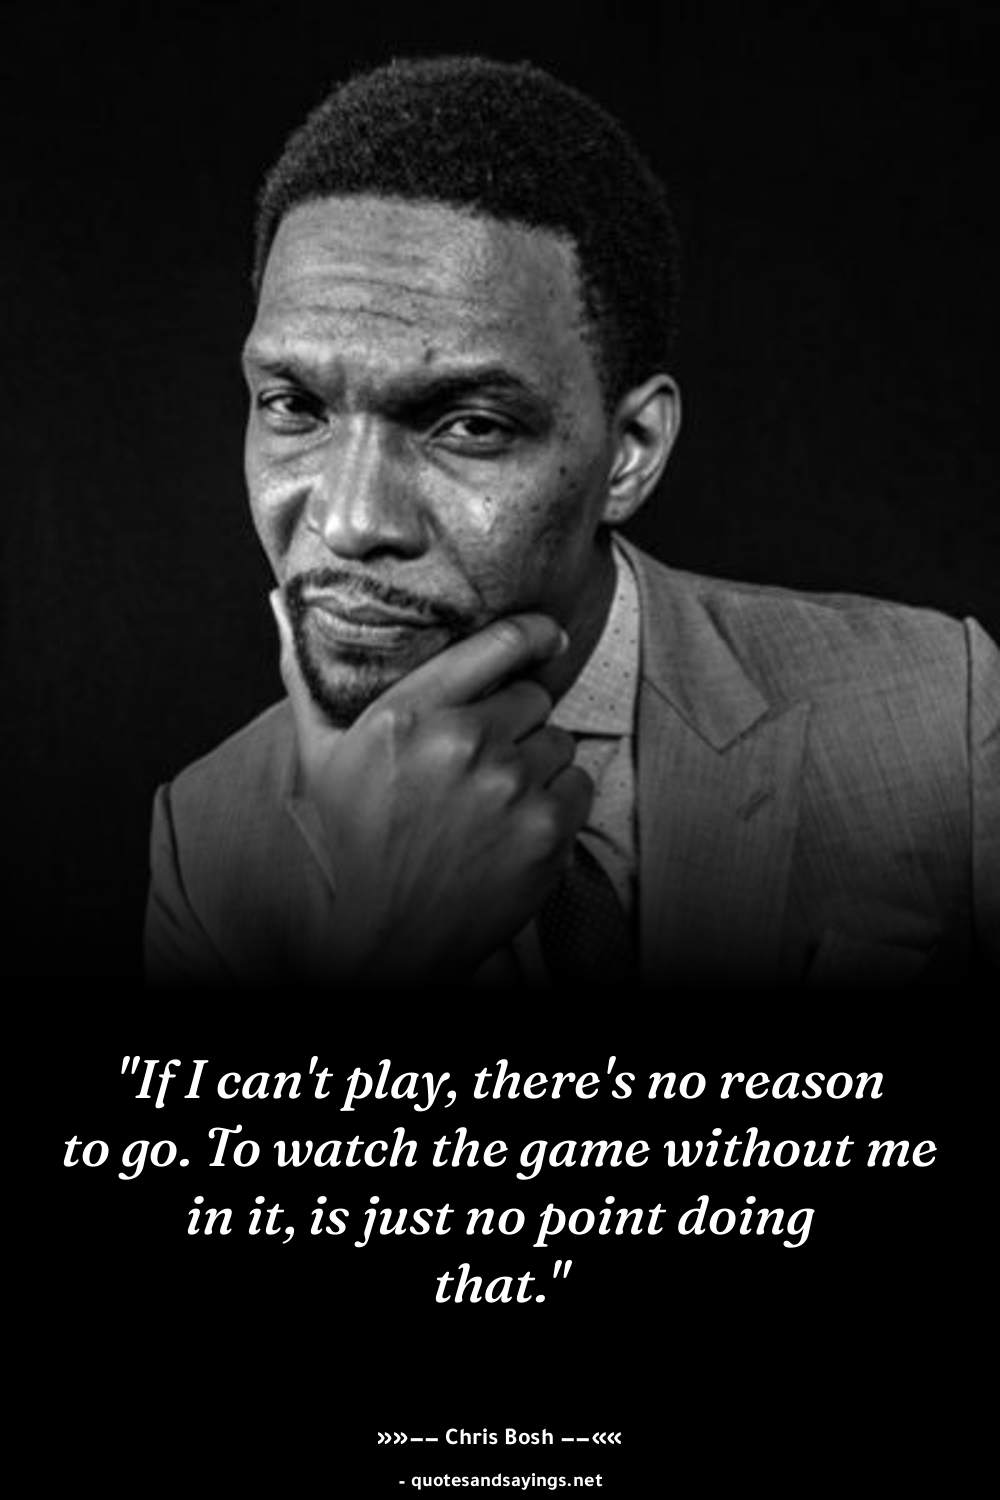 "If I can't play, there's no reason
to go. To watch the game without me
in it, is just no point doing
that."
»»–– Chris Bosh ––««
- quotesandsayings.net